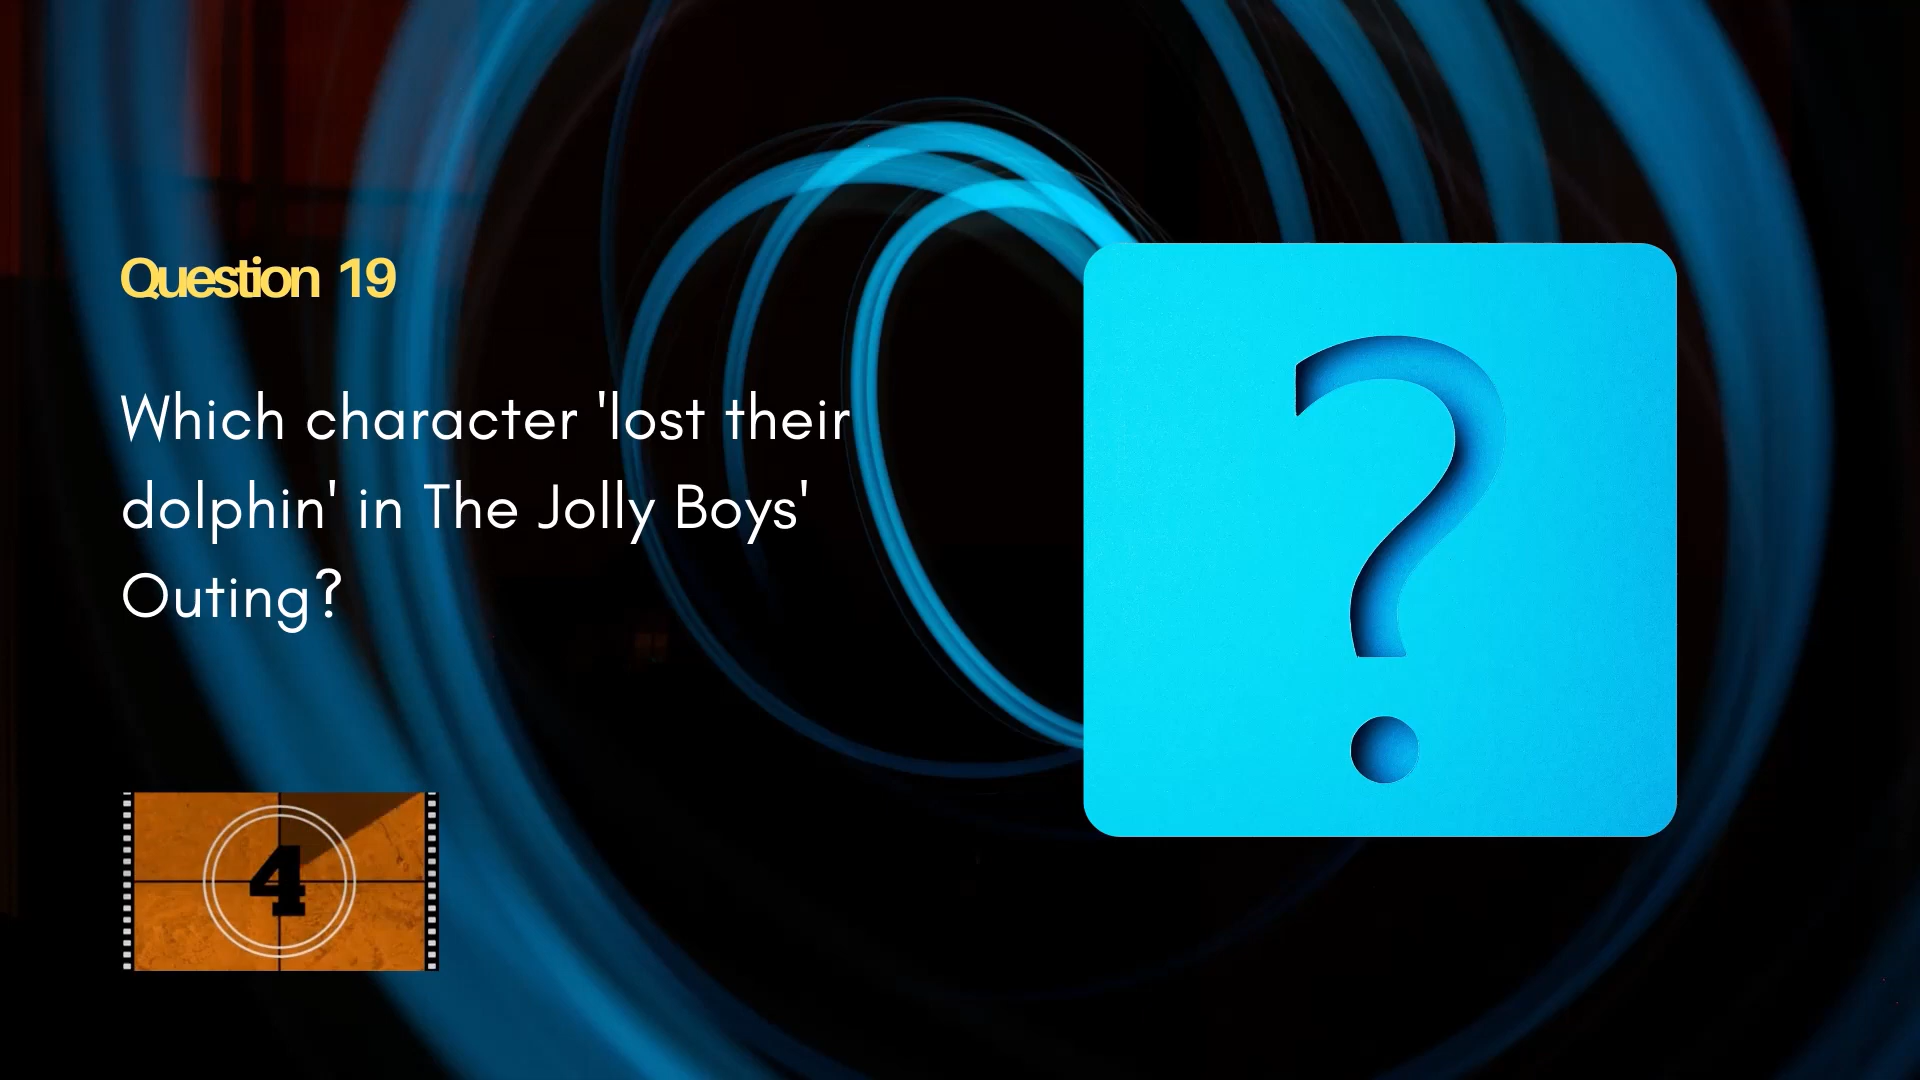 Question 19
Which character 'lost their
dolphin' in The Jolly Boys'
Outing?
?
4